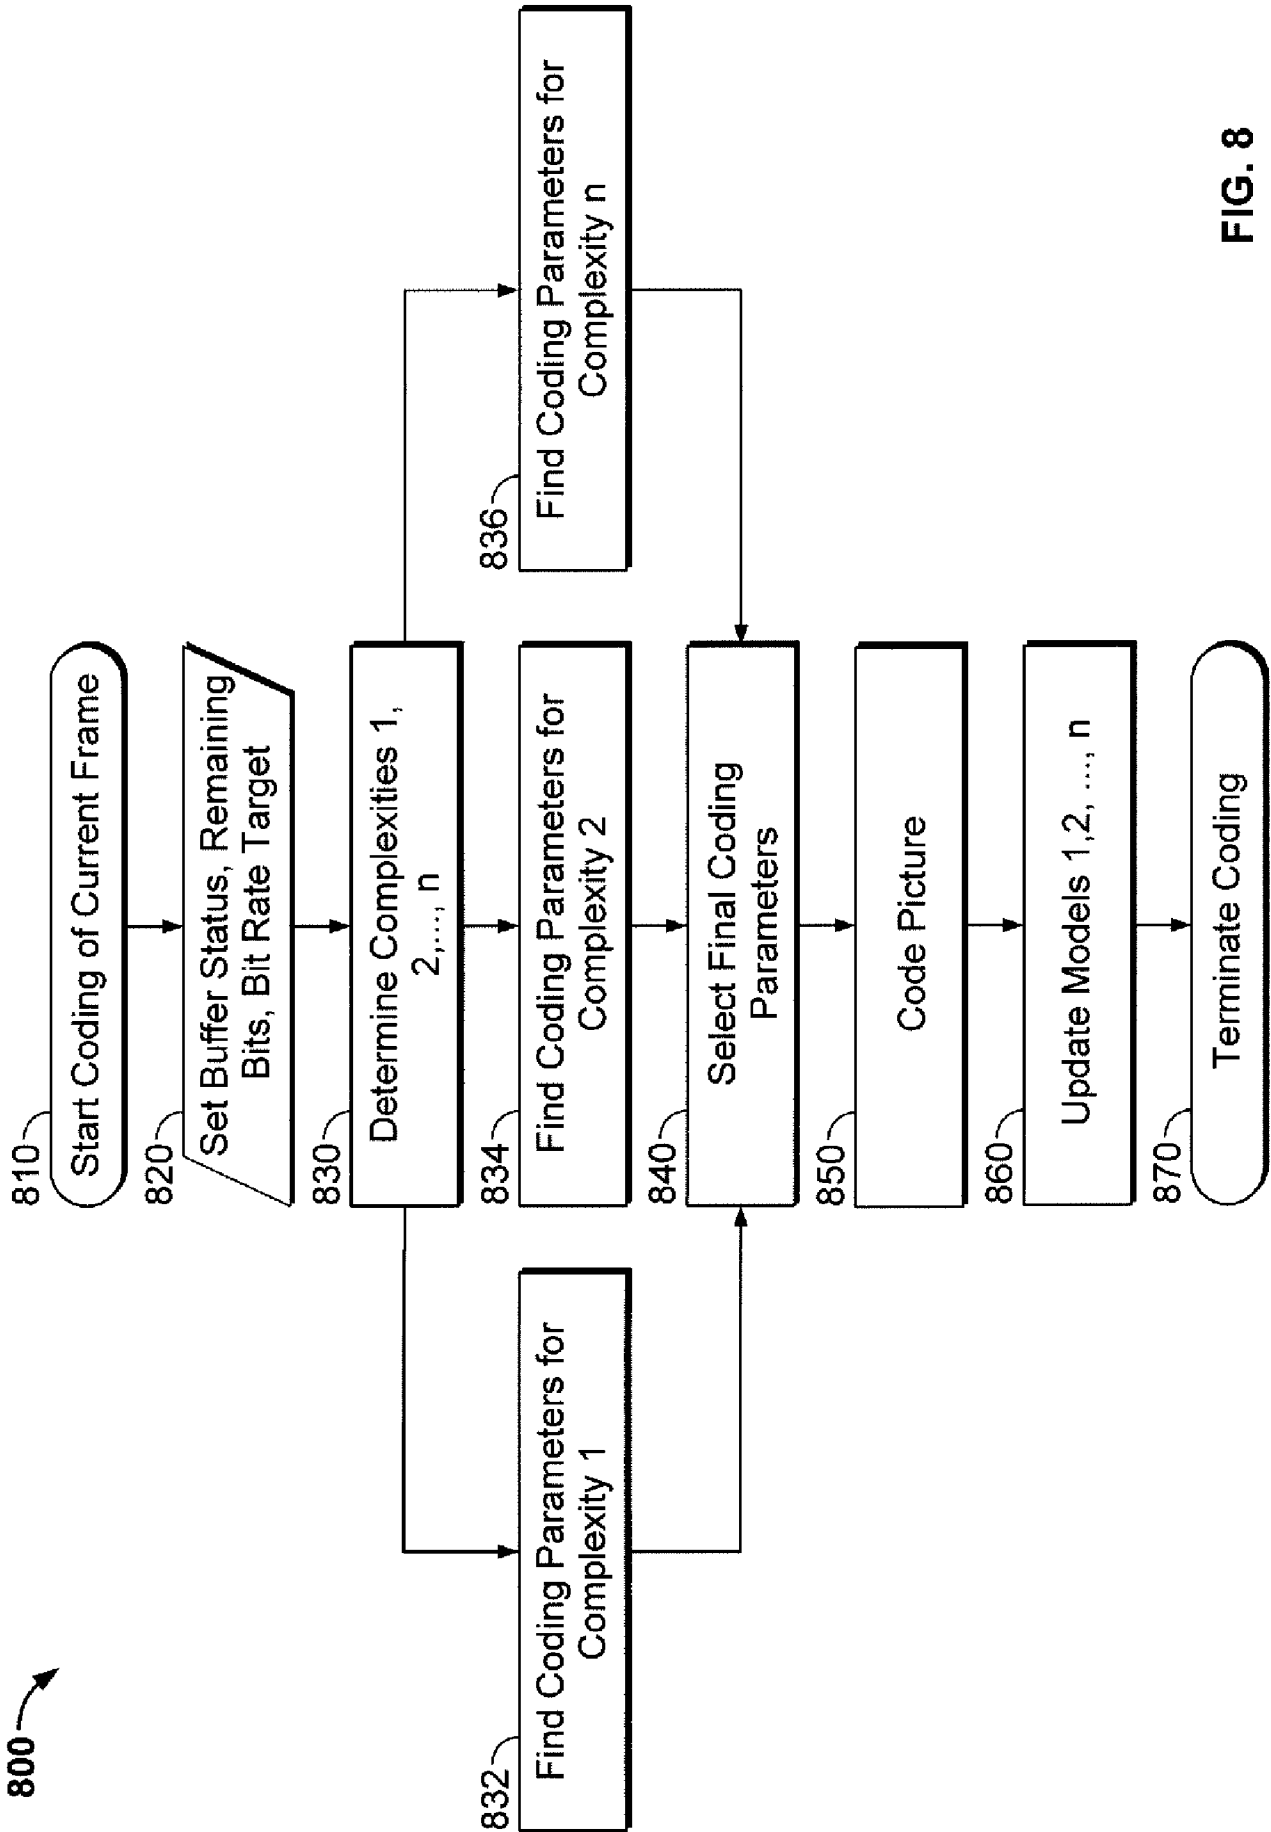 800
810
Start Coding of Current Frame
820
Set Buffer Status, Remaining
Bits, Bit Rate Target
830
Determine Complexities 1,
2,..., n
832
Find Coding Parameters for
Complexity 1
834
Find Coding Parameters for
Complexity 2
836
Find Coding Parameters for
Complexity n
840
Select Final Coding
Parameters
850
Code Picture
860
Update Models 1,2, ..., n
870
Terminate Coding
FIG. 8